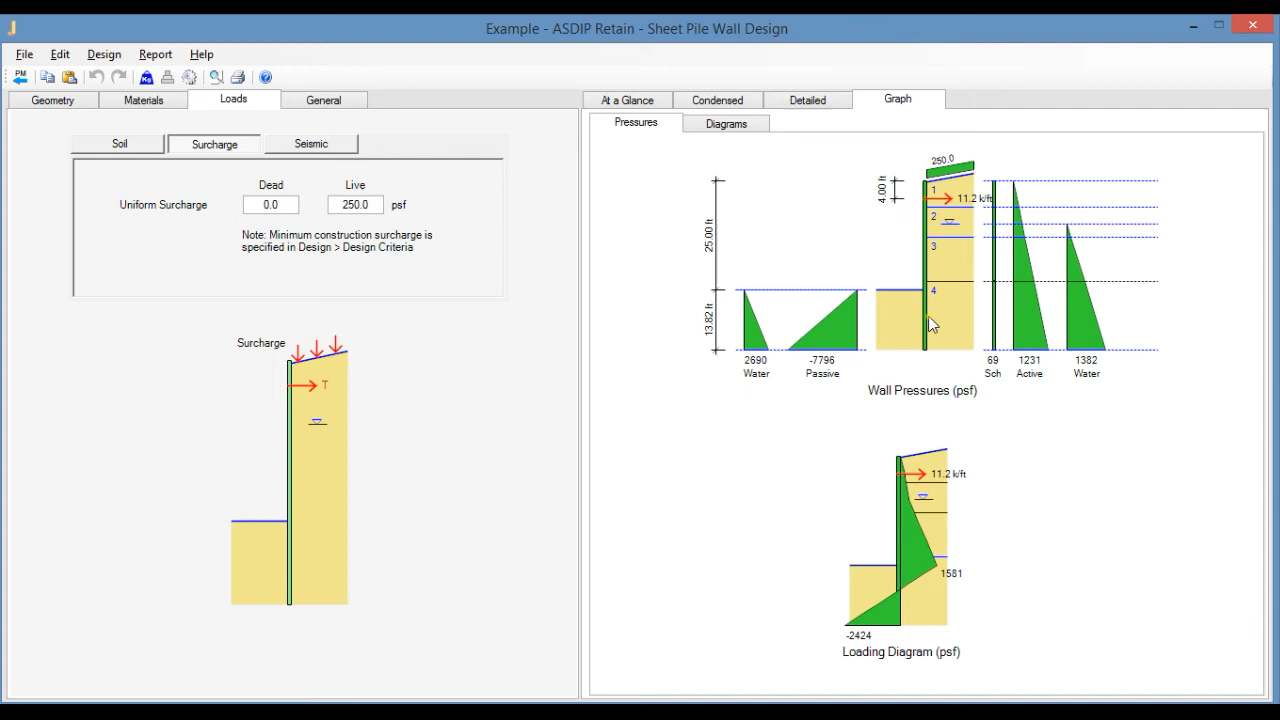 Example - ASDIP Retain - Sheet Pile Wall Design
File Edit Design Report Help
PM
Kg
Geometry Materials Loads General
Soil Surcharge Seismic
Dead Live
Uniform Surcharge 0.0 250.0 psf
Note: Minimum construction surcharge is
specified in Design > Design Criteria
Surcharge
T
At a Glance Condensed Detailed Graph
Pressures Diagrams
250.0
4.00 ft
1
11.2 k/ft
2
3
25.00 ft
4
13.82 ft
2690 -7796 69 1231 1382
Water Passive Sch Active Water
Wall Pressures (psf)
11.2 k/ft
1581
-2424
Loading Diagram (psf)